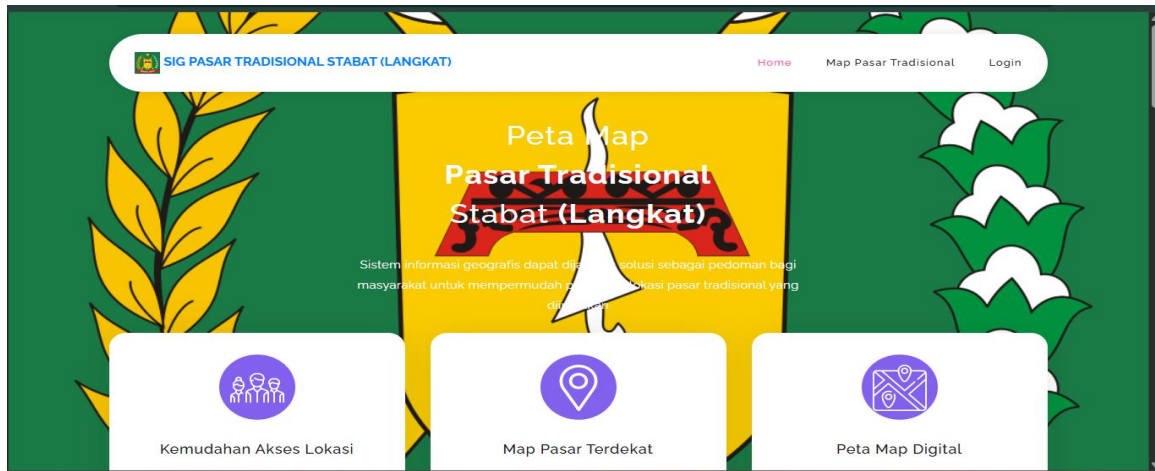 SIG PASAR TRADISIONAL STABAT (LANGKAT)
Home Map Pasar Tradisional Login
Peta Map
Pasar Tradisional
Stabat (Langkat)
Sistem informasi geografis dapat solusi sebagai pedoman bagi
masyarakat untuk mempermudah lokasi pasar tradisional yang
Kemudahan Akses Lokasi
Map Pasar Terdekat
Peta Map Digital